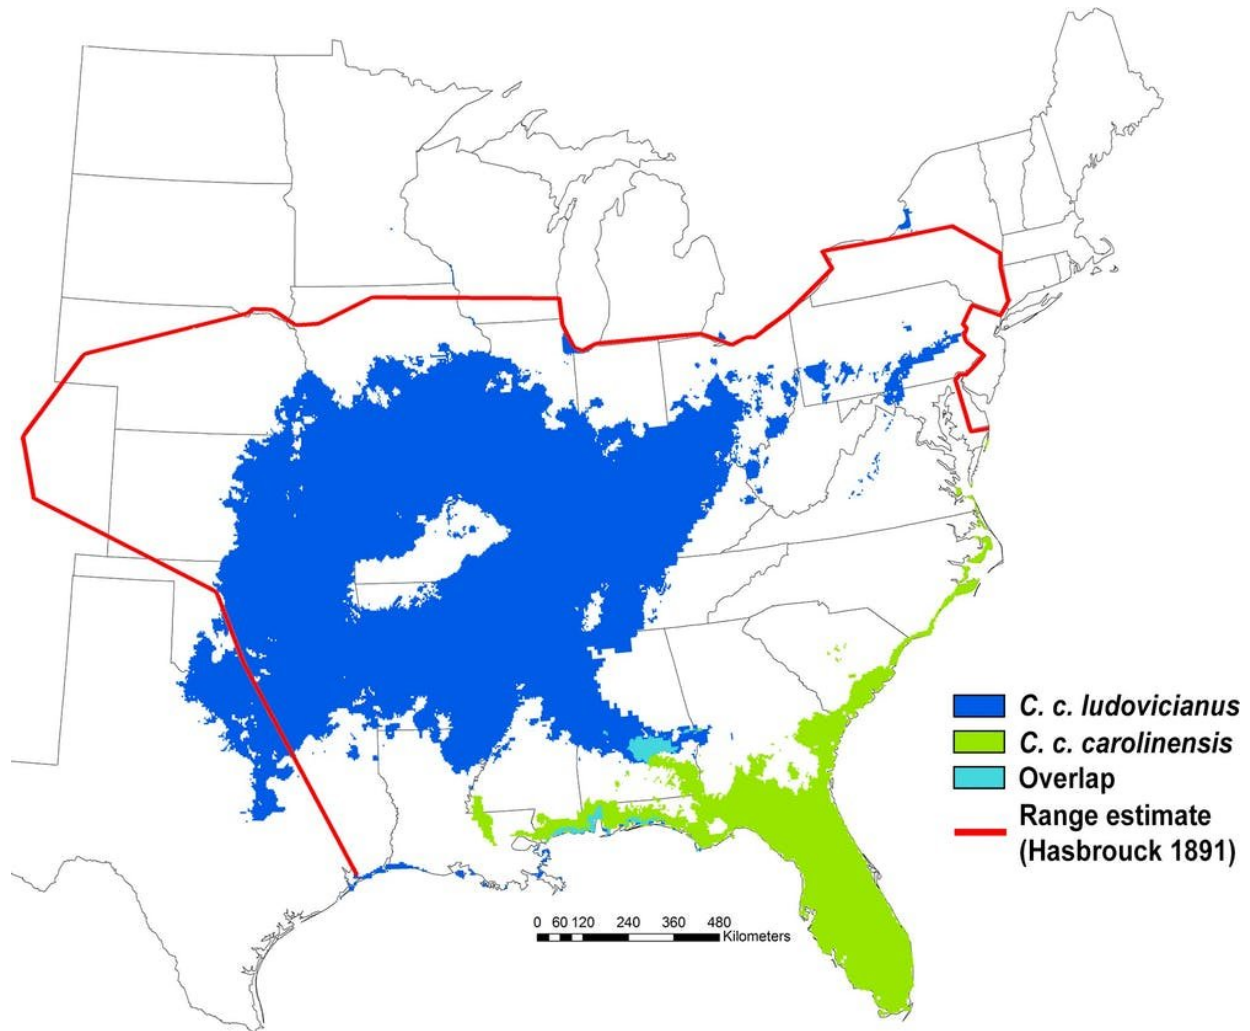 C. c. ludovicianus
C. c. carolinensis
Overlap
Range estimate
(Hasbrouck 1891)
0 60 120 240 360 480
Kilometers